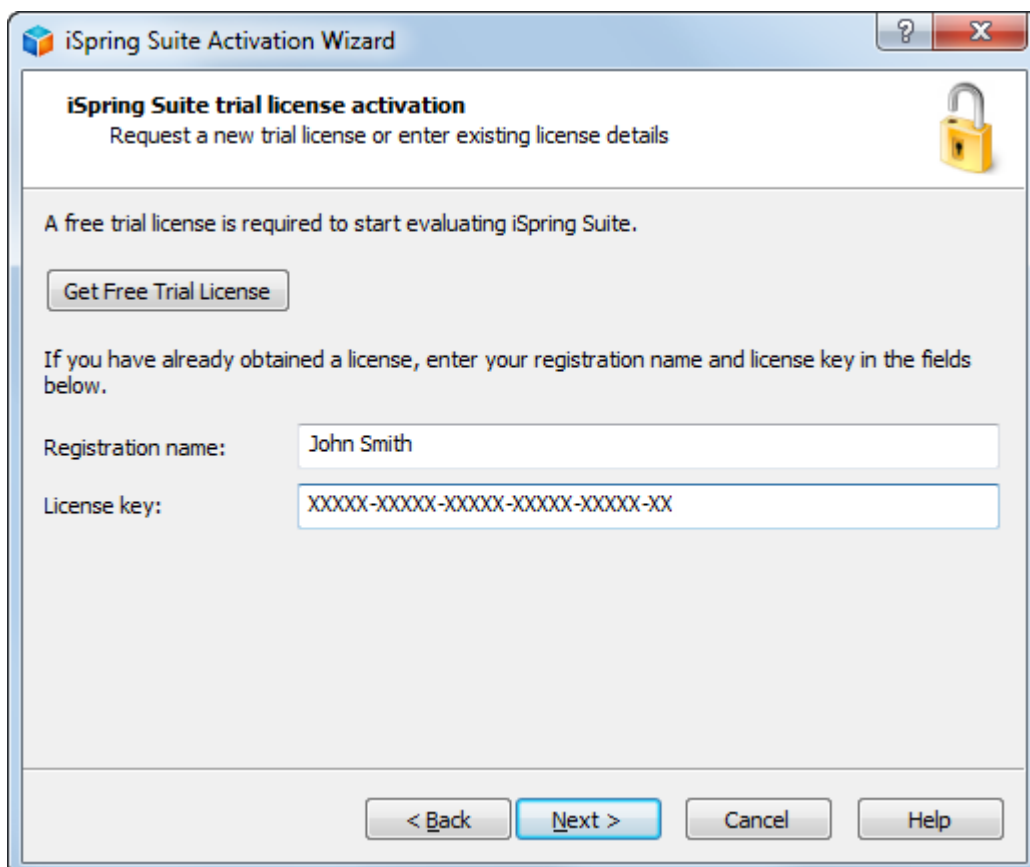 iSpring Suite Activation Wizard
?
iSpring Suite trial license activation
Request a new trial license or enter existing license details
A free trial license is required to start evaluating iSpring Suite.
Get Free Trial License
If you have already obtained a license, enter your registration name and license key in the fields
below.
Registration name: John Smith
License key: XXXXX-XXXXX-XXXXX-XXXXX-XXXXX-XX
< Back Next > Cancel Help